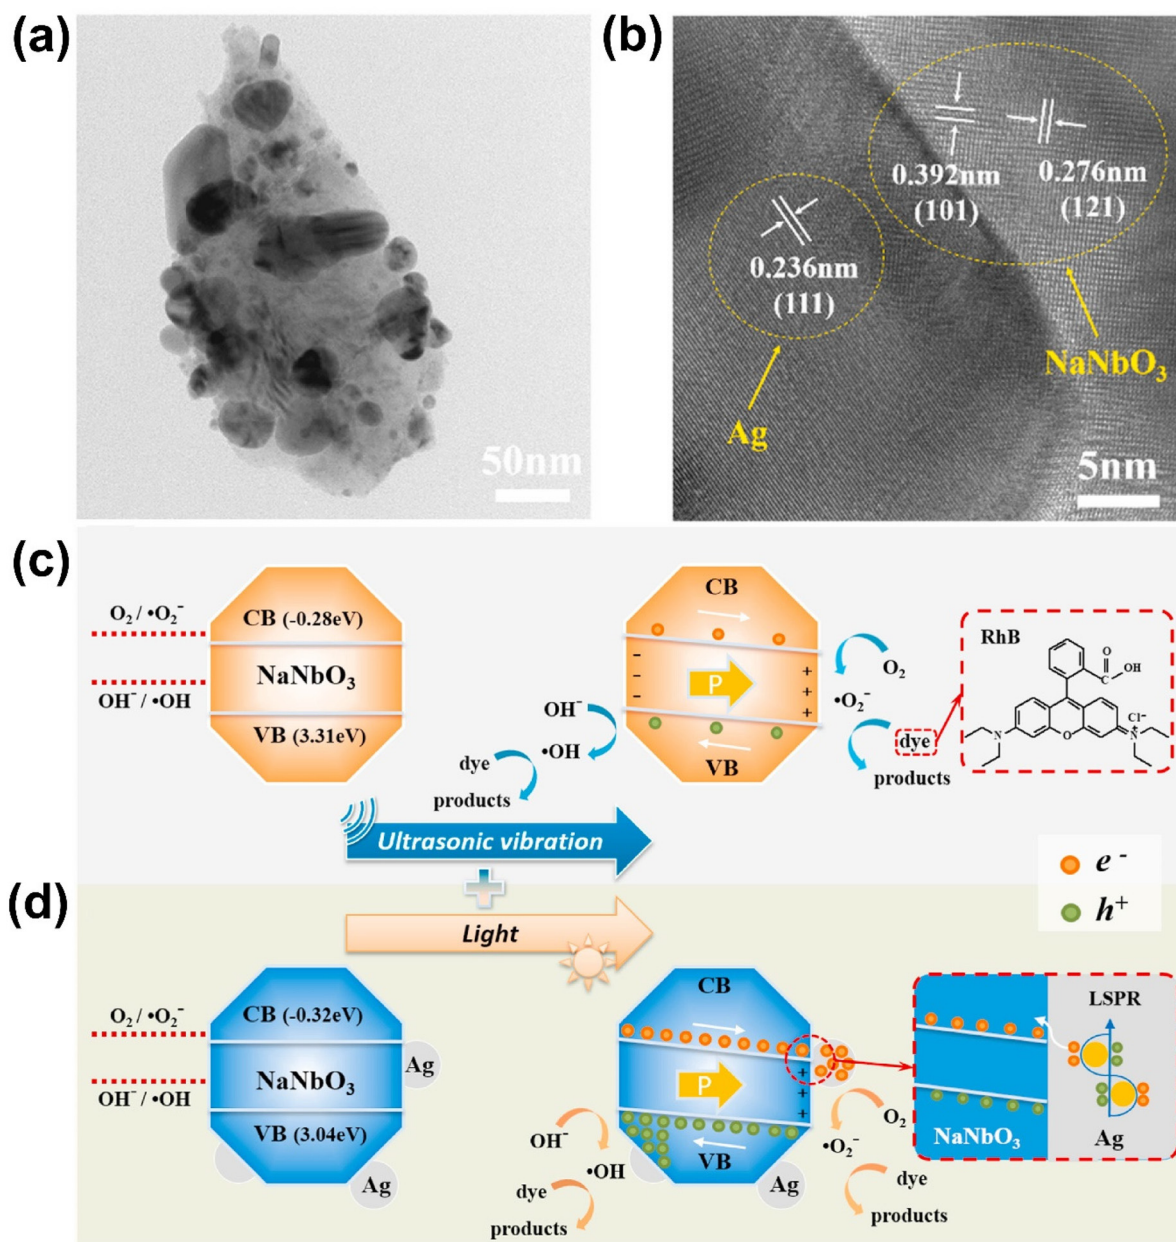 (a)
50nm
(b)
0.392nm
(101)
0.276nm
(121)
0.236nm
(111)
NaNbO₃
Ag
5nm
(c)
O₂ / •O₂⁻
OH⁻ / •OH
CB (-0.28eV)
NaNbO₃
VB (3.31eV)
CB
- - - -
P
+ + + +
VB
OH⁻
•OH
dye
products
O₂
•O₂⁻
dye
products
RhB
O
C
OH
Cl⁻
N
O
N⁺
Ultrasonic vibration
+
e⁻
h⁺
(d)
Light
O₂ / •O₂⁻
OH⁻ / •OH
CB (-0.32eV)
NaNbO₃
VB (3.04eV)
Ag
Ag
CB
P
+ + + +
VB
Ag
OH⁻
•OH
dye
products
O₂
•O₂⁻
dye
products
LSPR
NaNbO₃
Ag